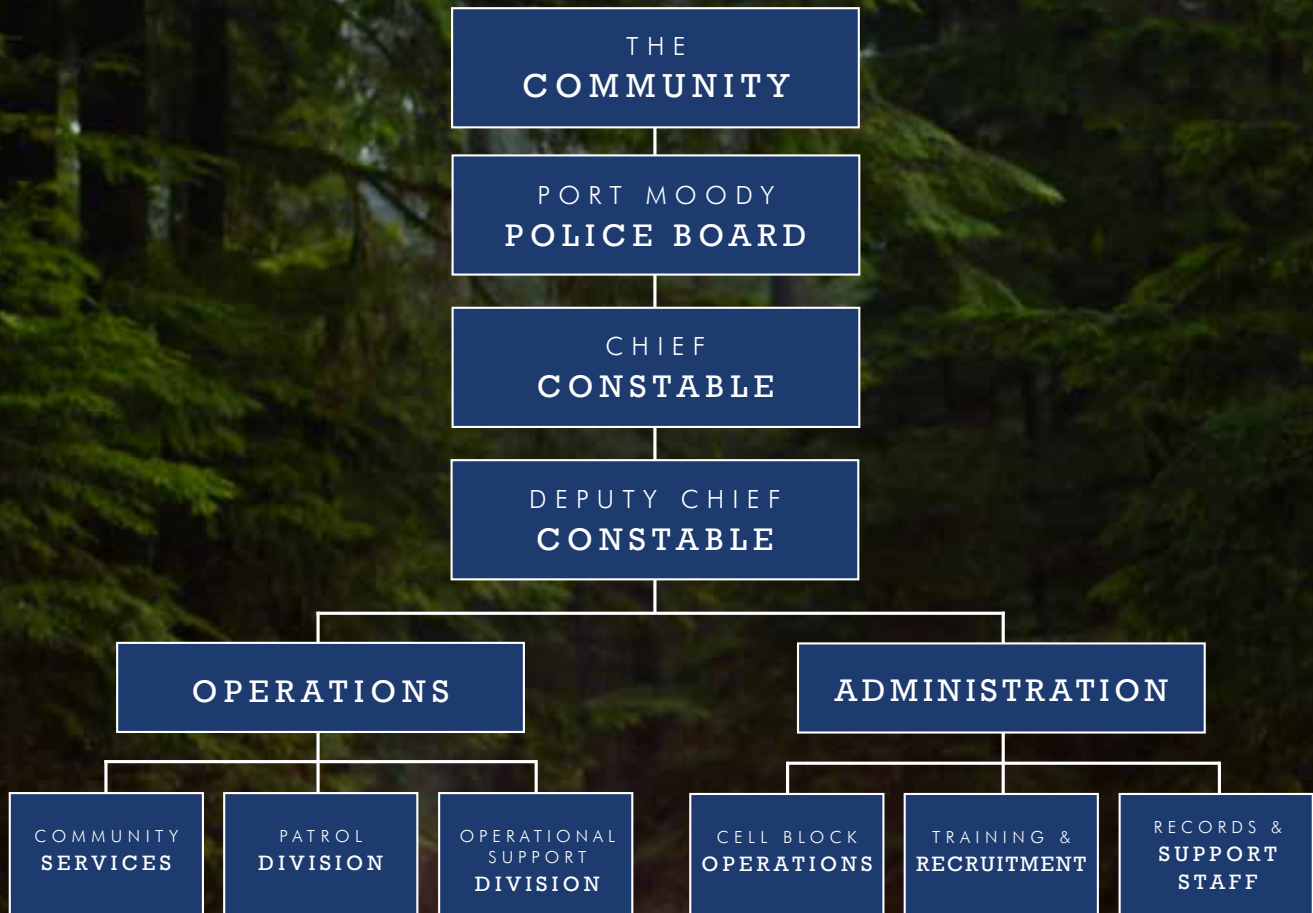 THE
COMMUNITY
PORT MOODY
POLICE BOARD
CHIEF
CONSTABLE
DEPUTY CHIEF
CONSTABLE
OPERATIONS
ADMINISTRATION
COMMUNITY
SERVICES
PATROL
DIVISION
OPERATIONAL
SUPPORT
DIVISION
CELL BLOCK
OPERATIONS
TRAINING &
RECRUITMENT
RECORDS &
SUPPORT
STAFF